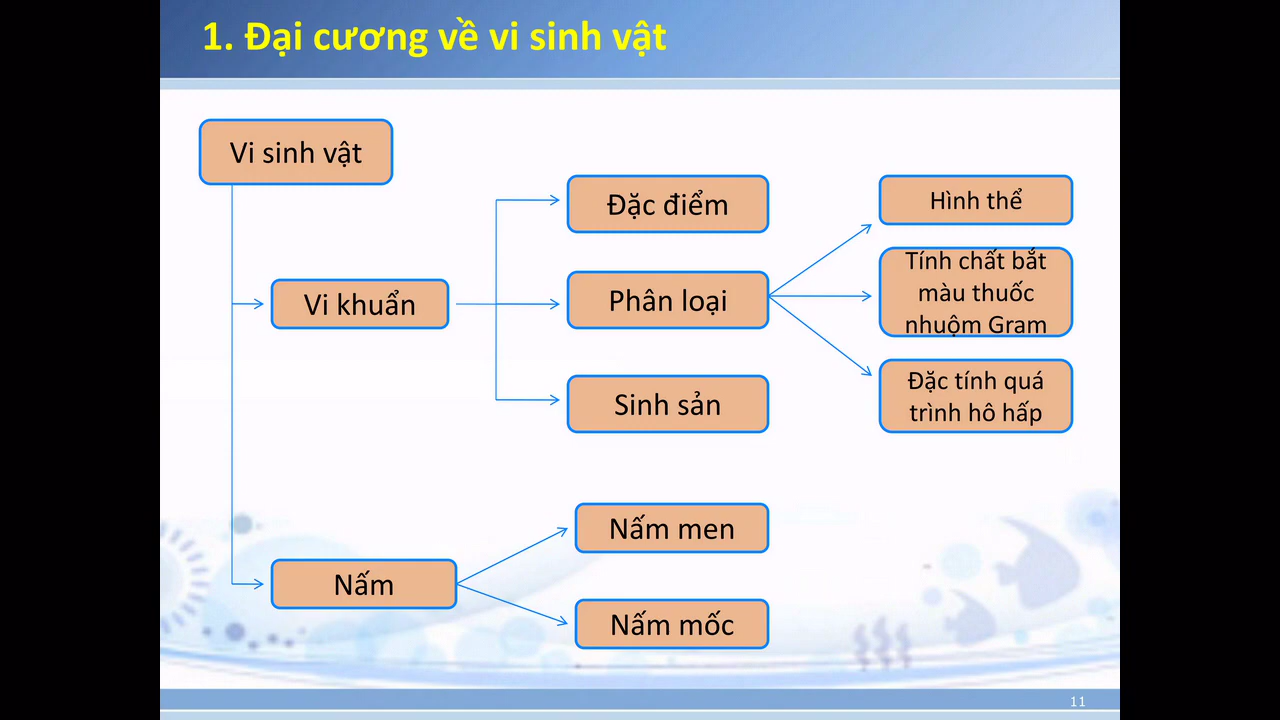 1. Đại cương về vi sinh vật
Vi sinh vật
Đặc điểm
Hình thể
Tính chất bắt
màu thuốc
nhuộm Gram
Vi khuẩn
Phân loại
Đặc tính quá
trình hô hấp
Sinh sản
Nấm men
Nấm
Nấm mốc
11